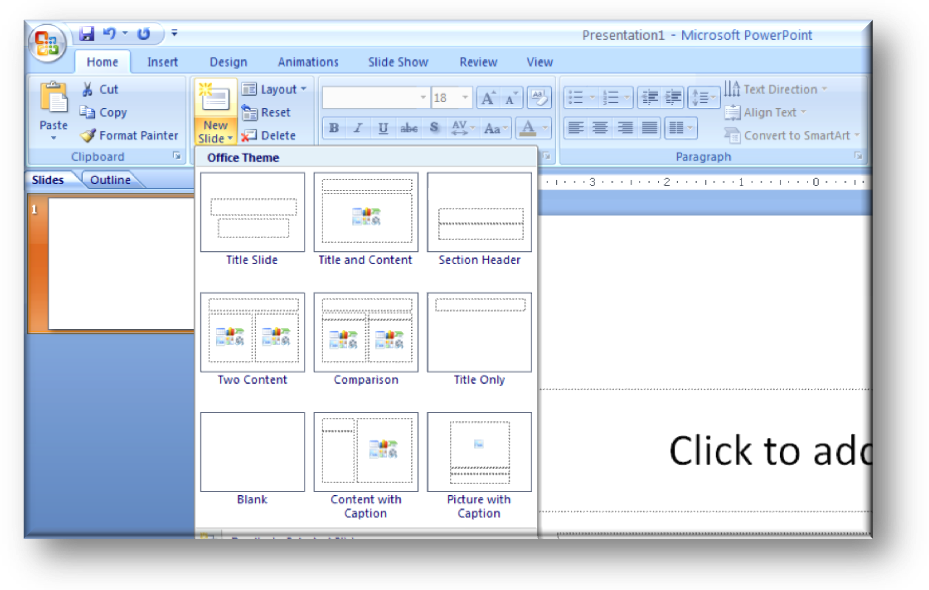 Presentation1 - Microsoft PowerPoint
Home Insert Design Animations Slide Show Review View
Paste
Cut
Copy
Format Painter
Clipboard
New
Slide
Layout
Reset
Delete
18
A A
B I U abc S AV Aa A
Text Direction
Align Text
Convert to SmartArt
Paragraph
Slides Outline
Office Theme
3 2 1 0
1
Title Slide Title and Content Section Header
Two Content Comparison Title Only
Blank Content with
Caption Picture with
Caption
Click to add